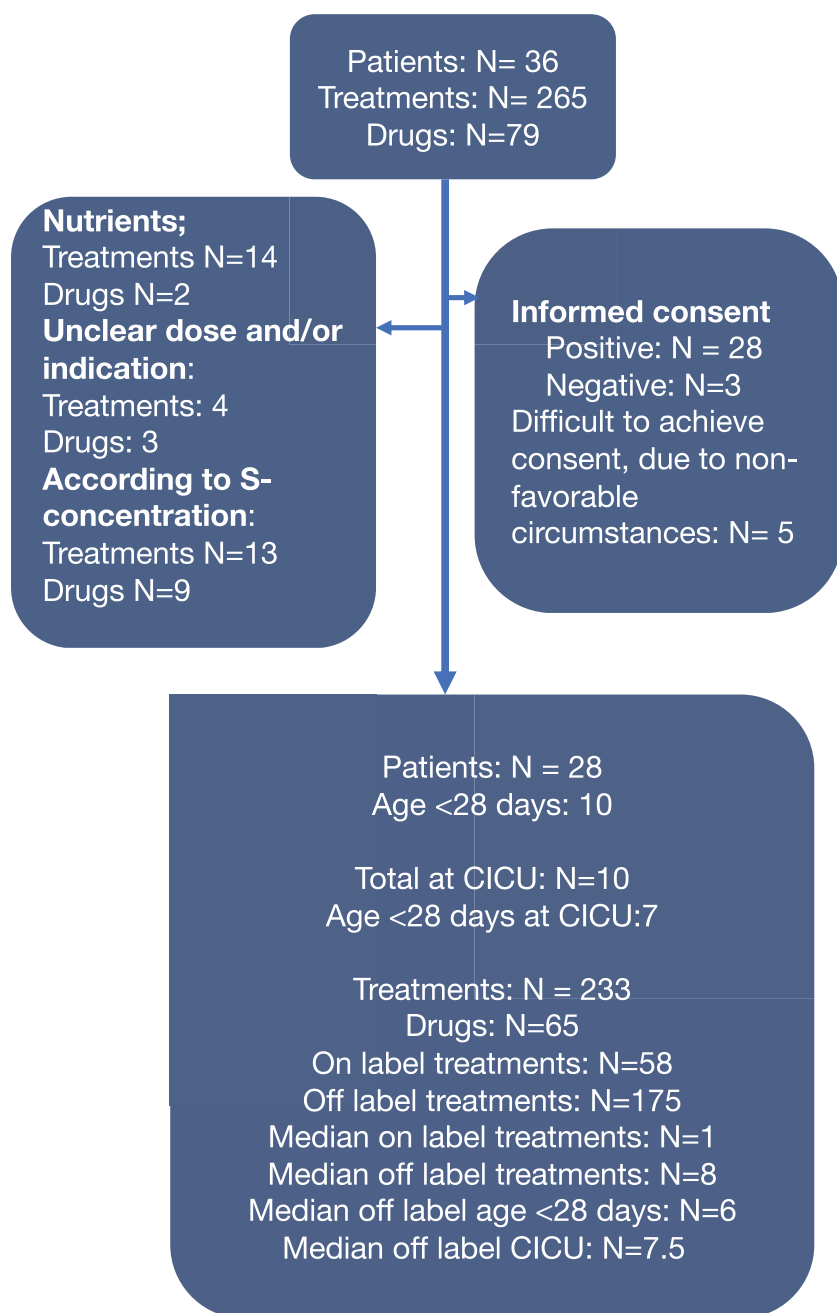 Patients: N= 36
Treatments: N= 265
Drugs: N=79
Nutrients;
Treatments N=14
Drugs N=2
Unclear dose and/or
indication:
Treatments: 4
Drugs: 3
According to S-
concentration:
Treatments N=13
Drugs N=9
Informed consent
Positive: N = 28
Negative: N=3
Difficult to achieve
consent, due to non-
favorable
circumstances: N= 5
Patients: N = 28
Age <28 days: 10
Total at CICU: N=10
Age <28 days at CICU:7
Treatments: N = 233
Drugs: N=65
On label treatments: N=58
Off label treatments: N=175
Median on label treatments: N=1
Median off label treatments: N=8
Median off label age <28 days: N=6
Median off label CICU: N=7.5